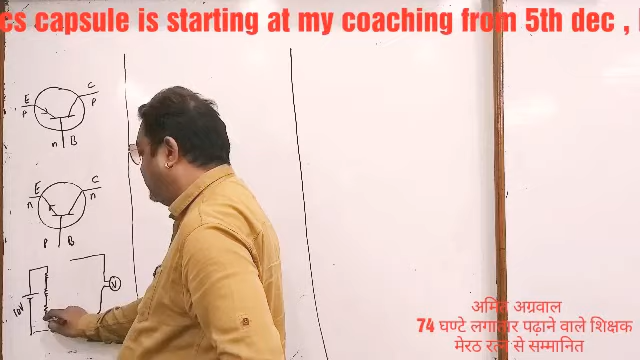 cs capsule is starting at my coaching from 5th dec ,
E
C
P
P
n
B
E
C
n
n
P
B
10V
V
अमित अग्रवाल
74 घण्टे लगातार पढ़ाने वाले शिक्षक
मेरठ रत्न से सम्मानित